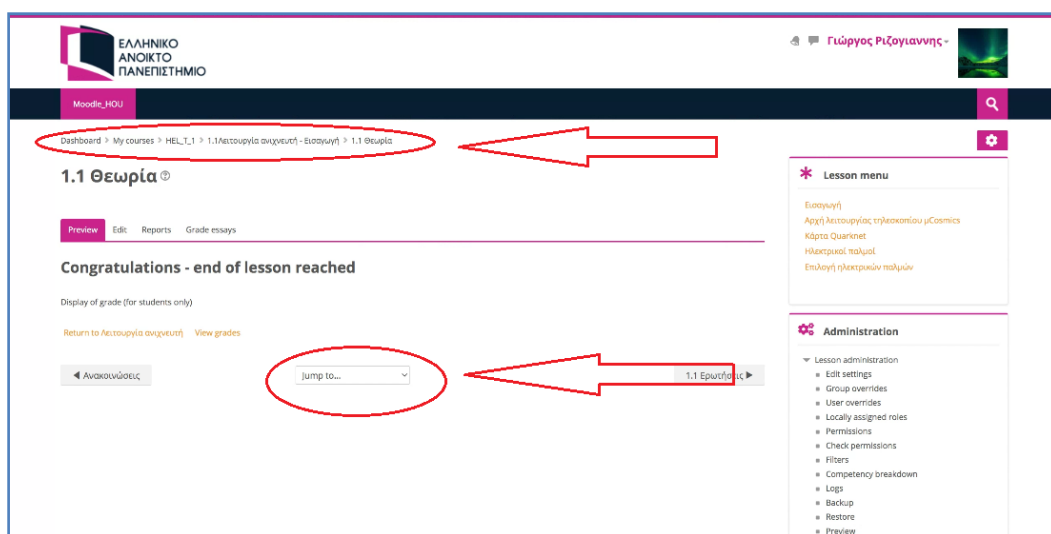 ΕΛΛΗΝΙΚΟ
ΑΝΟΙΚΤΟ
ΠΑΝΕΠΙΣΤΗΜΙΟ
Γιώργος Ριζογιαννης
Moodle_HOU
Dashboard > My courses > HEL_T_1 > 1.1Λειτουργία ανιχνευτή - Εισαγωγή > 1.1 Θεωρία
1.1 Θεωρία
Preview Edit Reports Grade essays
Congratulations - end of lesson reached
Display of grade (for students only)
Return to Λειτουργία ανιχνευτή View grades
◀ Ανακοινώσεις Jump to... 1.1 Ερωτήσεις ▶
Lesson menu
Εισαγωγή
Αρχή λειτουργίας τηλεσκοπίου μCosmics
Κάρτα Quarknet
Ηλεκτρικοί παλμοί
Επιλογή ηλεκτρικών παλμών
Administration
Lesson administration
Edit settings
Group overrides
User overrides
Locally assigned roles
Permissions
Check permissions
Filters
Competency breakdown
Logs
Backup
Restore
Preview